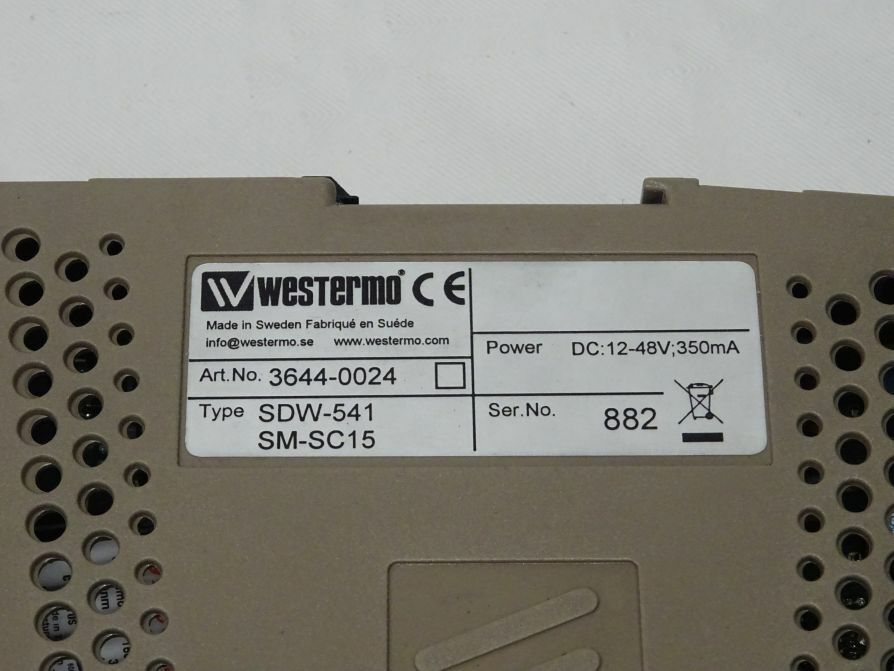 WESTERMO® CE
Made in Sweden Fabriqué en Suéde
info@westermo.se www.westermo.com
Art.No. 3644-0024
Type SDW-541
SM-SC15
Power DC:12-48V;350mA
Ser.No. 882